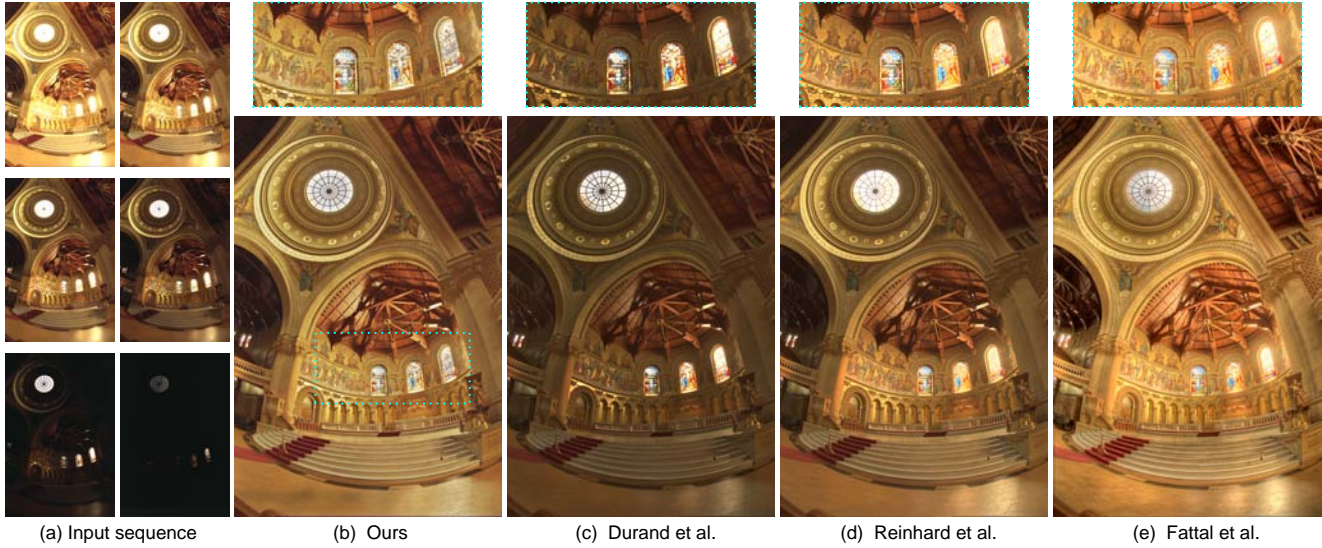 (a) Input sequence
(b) Ours
(c) Durand et al.
(d) Reinhard et al.
(e) Fattal et al.